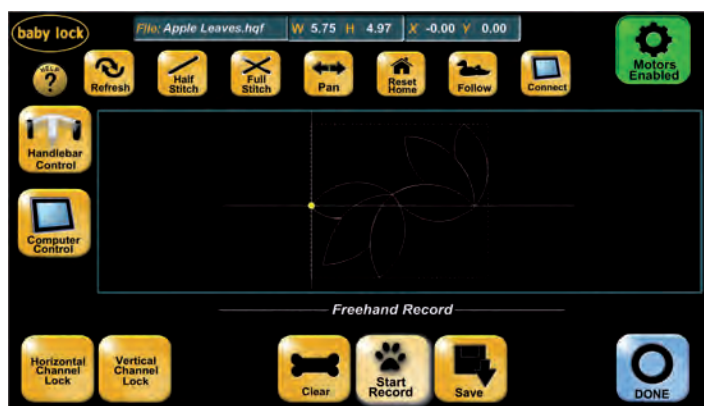 baby lock
File: Apple Leaves.hqf W 5.75 H 4.97 X -0.00 Y 0.00
Motors
Enabled
HELP
?
Refresh
Half
Stitch
Full
Stitch
Pan
Reset
Home
Follow
Connect
Handlebar
Control
Computer
Control
Freehand Record
Horizontal
Channel
Lock
Vertical
Channel
Lock
Clear
Start
Record
Save
DONE